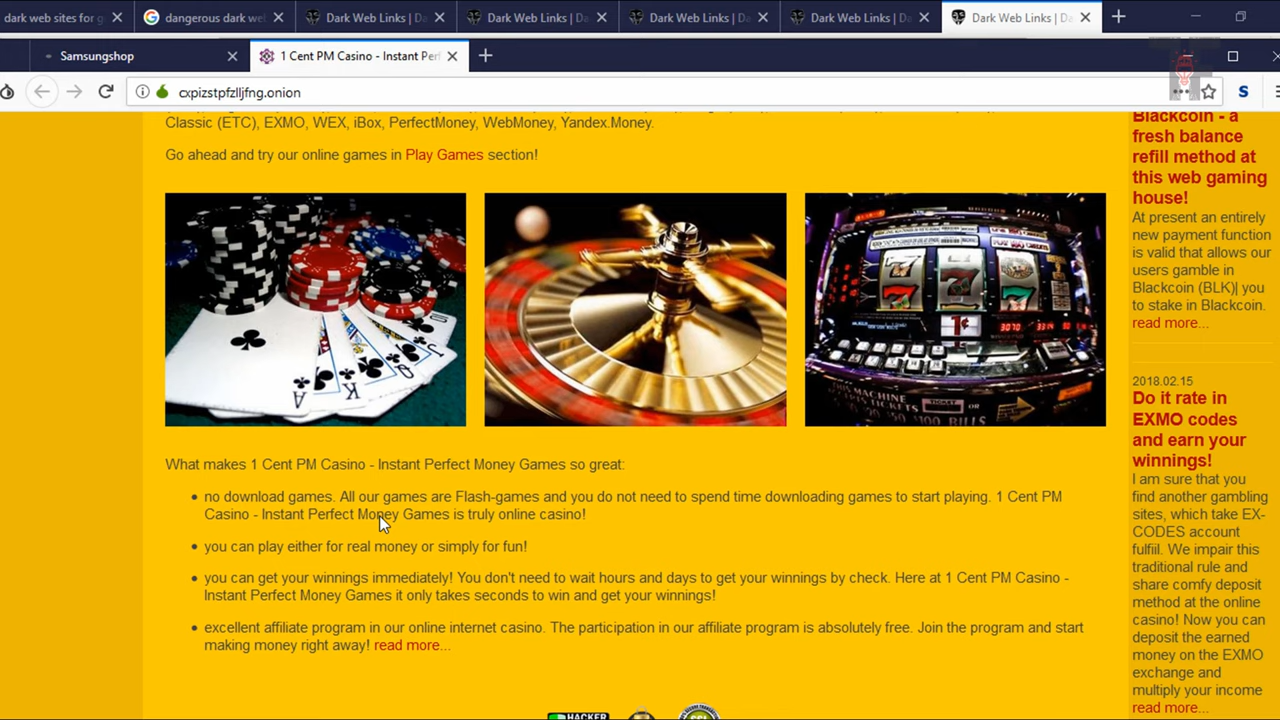 dark web sites for g
dangerous dark wel
Dark Web Links | Da
Dark Web Links | Da
Dark Web Links | Da
Dark Web Links | Da
Dark Web Links | Da
Samsungshop
1 Cent PM Casino - Instant Perf
cxpizstpfzlljfng.onion
S
Classic (ETC), EXMO, WEX, iBox, PerfectMoney, WebMoney, Yandex.Money.
Go ahead and try our online games in Play Games section!
What makes 1 Cent PM Casino - Instant Perfect Money Games so great:
• no download games. All our games are Flash-games and you do not need to spend time downloading games to start playing. 1 Cent PM
Casino - Instant Perfect Money Games is truly online casino!
• you can play either for real money or simply for fun!
• you can get your winnings immediately! You don't need to wait hours and days to get your winnings by check. Here at 1 Cent PM Casino -
Instant Perfect Money Games it only takes seconds to win and get your winnings!
• excellent affiliate program in our online internet casino. The participation in our affiliate program is absolutely free. Join the program and start
making money right away! read more...
HACKER
Blackcoin - a
fresh balance
refill method at
this web gaming
house!
At present an entirely
new payment function
is valid that allows our
users gamble in
Blackcoin (BLK)| you
to stake in Blackcoin.
read more...
2018.02.15
Do it rate in
EXMO codes
and earn your
winnings!
I am sure that you
find another gambling
sites, which take EX-
CODES account
fulfiil. We impair this
traditional rule and
share comfy deposit
method at the online
casino! Now you can
deposit the earned
money on the EXMO
exchange and
multiply your income
read more...